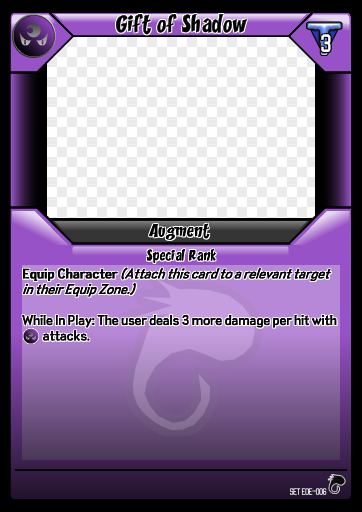 Gift of Shadow
3
Augment
Special Rank
Equip Character (Attach this card to a relevant target
in their Equip Zone.)
While In Play: The user deals 3 more damage per hit with
attacks.
SET EDE-006